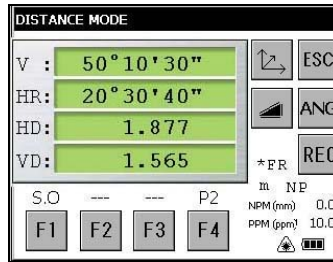 DISTANCE MODE
V : 50°10'30"
HR: 20°30'40"
HD: 1.877
VD: 1.565
ESC
ANG
REC
*FR
m NP
NPM (mm) 0.0
PPM (ppm) 10.0
S.O --- --- P2
F1 F2 F3 F4